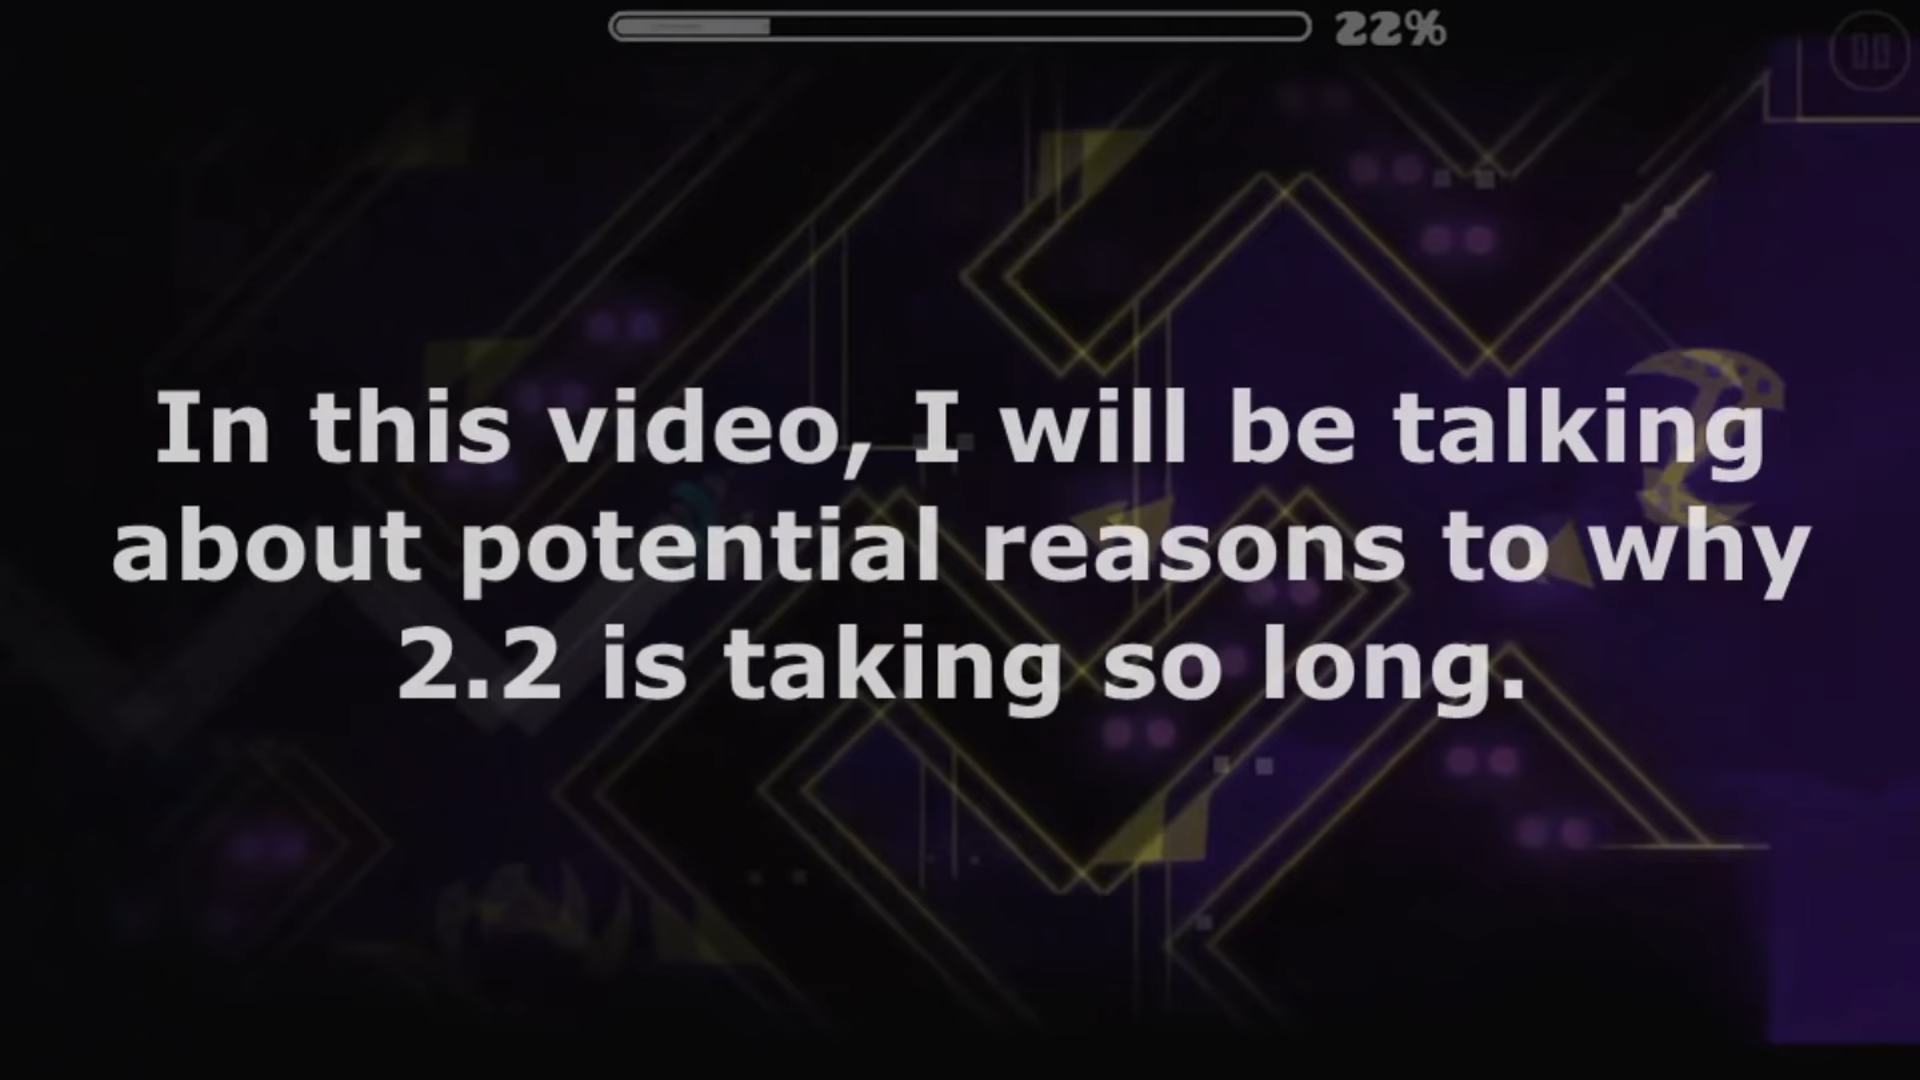 22%
In this video, I will be talking
about potential reasons to why
2.2 is taking so long.